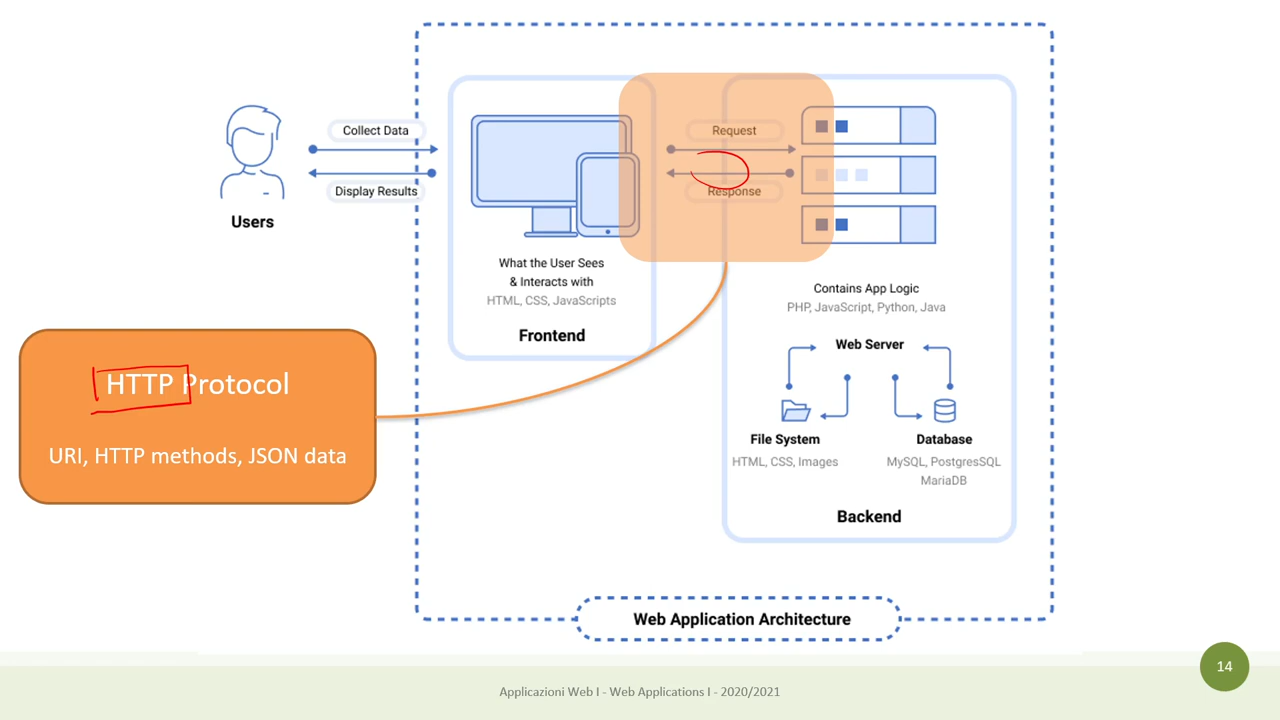 Collect Data
Display Results
Users
Request
Response
What the User Sees
& Interacts with
HTML, CSS, JavaScripts
Frontend
Contains App Logic
PHP, JavaScript, Python, Java
Web Server
File System
HTML, CSS, Images
Database
MySQL, PostgresSQL
MariaDB
Backend
HTTP Protocol
URI, HTTP methods, JSON data
Web Application Architecture
14
Applicazioni Web I - Web Applications I - 2020/2021